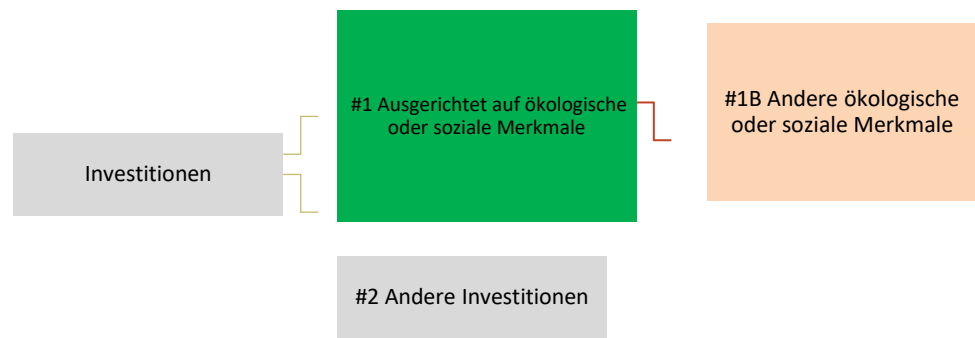 Investitionen
#1 Ausgerichtet auf ökologische
oder soziale Merkmale
#1B Andere ökologische
oder soziale Merkmale
#2 Andere Investitionen